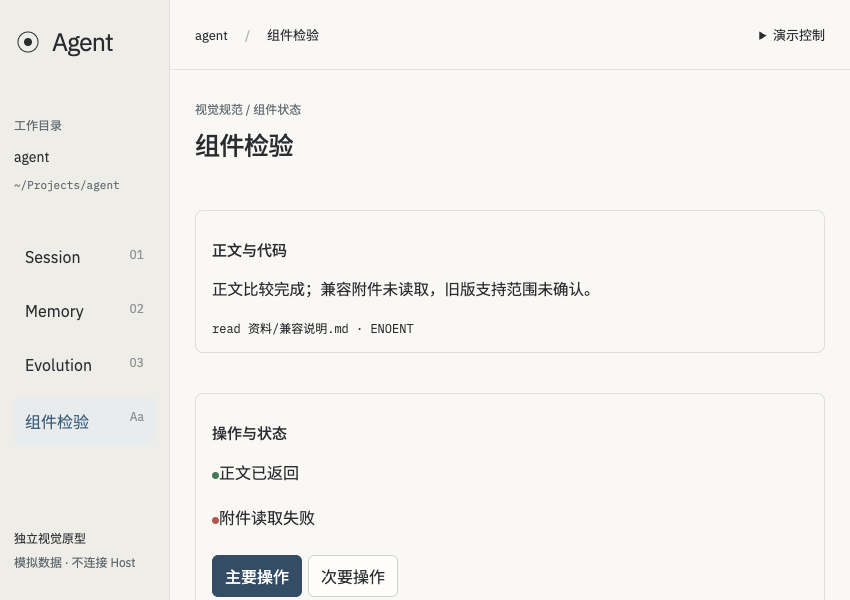 Agent
工作目录
agent
~/Projects/agent
Session 01
Memory 02
Evolution 03
组件检验 Aa
独立视觉原型
模拟数据 · 不连接 Host
agent / 组件检验
▶ 演示控制
视觉规范 / 组件状态
组件检验
正文与代码
正文比较完成；兼容附件未读取，旧版支持范围未确认。
read 资料/兼容说明.md · ENOENT
操作与状态
正文已返回
附件读取失败
主要操作 次要操作